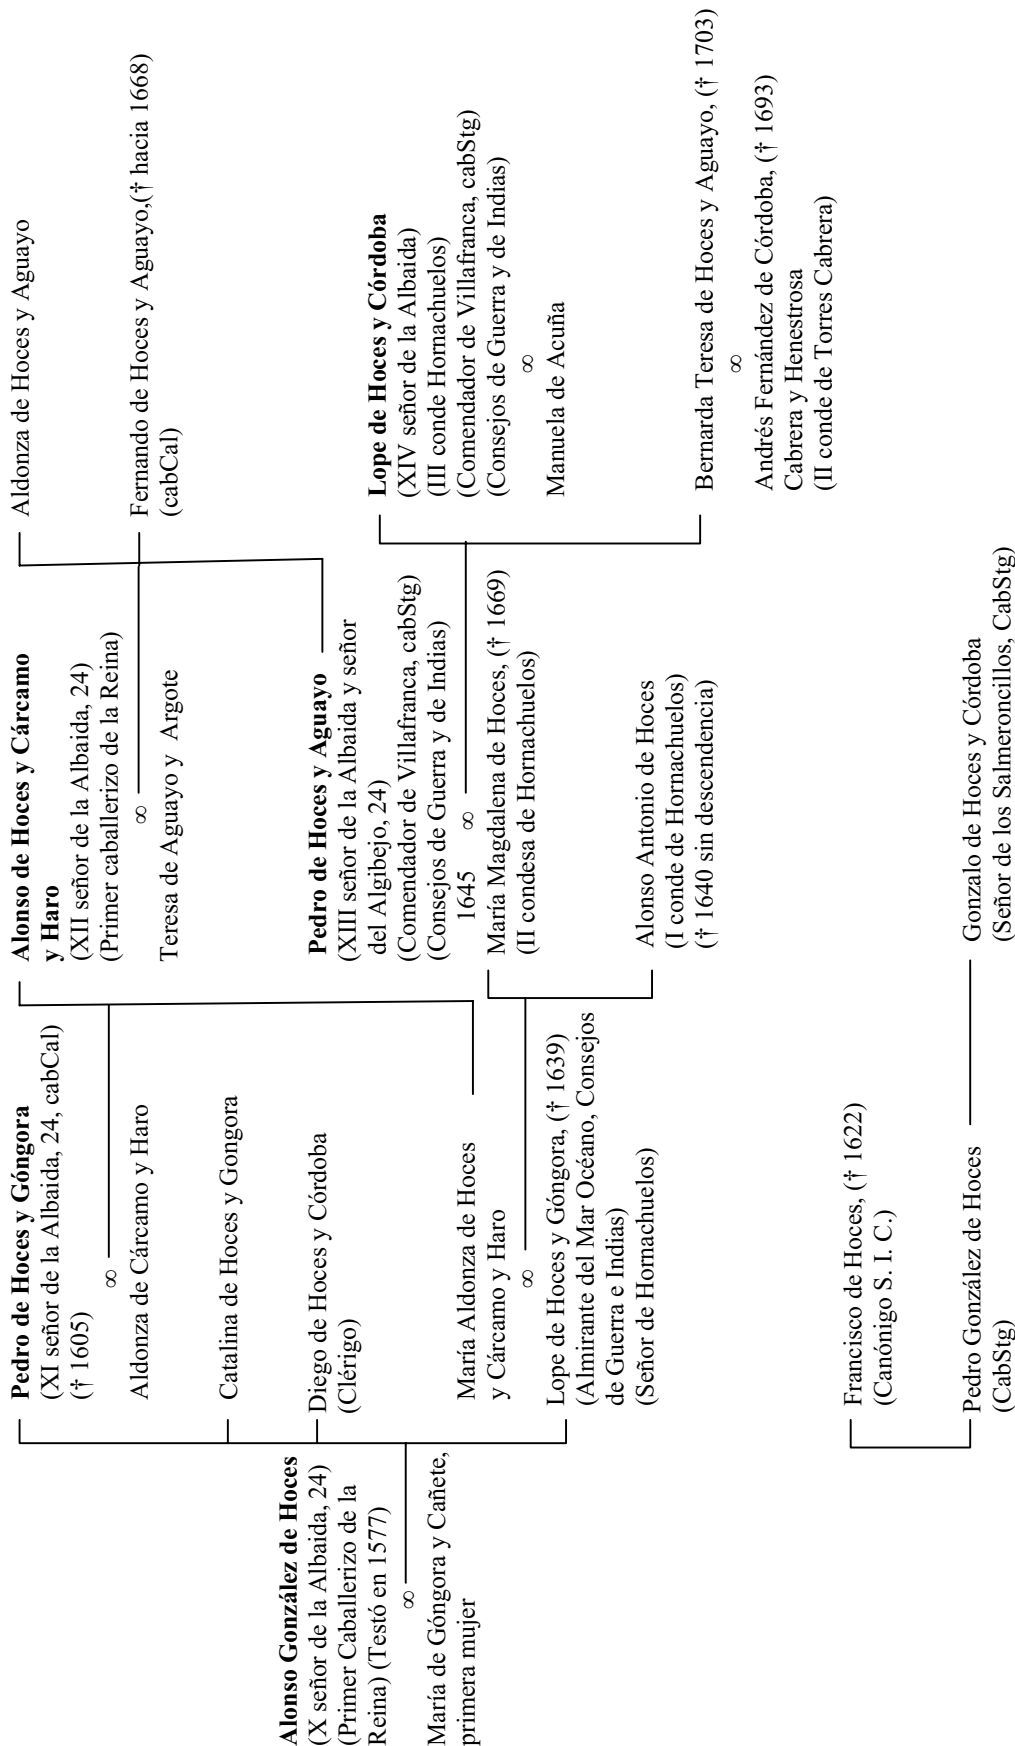 Alonso González de Hoces
(X señor de la Albaida, 24)
(Primer Caballerizo de la
Reina) (Testó en 1577)
∞
María de Góngora y Cañete,
primera mujer
Pedro de Hoces y Góngora
(XI señor de la Albaida, 24, cabCal)
(† 1605)
∞
Aldonza de Cárcamo y Haro
Catalina de Hoces y Gongora
Diego de Hoces y Córdoba
(Clérigo)
María Aldonza de Hoces
y Cárcamo y Haro
∞
Lope de Hoces y Góngora, († 1639)
(Almirante del Mar Océano, Consejos
de Guerra e Indias)
(Señor de Hornachuelos)
Francisco de Hoces, († 1622)
(Canónigo S. I. C.)
Pedro González de Hoces
(CabStg)
Alonso de Hoces y Cárcamo
y Haro
(XII señor de la Albaida, 24)
(Primer caballerizo de la Reina)
∞
Teresa de Aguayo y Argote
Pedro de Hoces y Aguayo
(XIII señor de la Albaida y señor
del Algibejo, 24)
(Comendador de Villafranca, cabStg)
(Consejos de Guerra y de Indias)
1645 ∞
María Magdalena de Hoces, († 1669)
(II condesa de Hornachuelos)
Alonso Antonio de Hoces
(I conde de Hornachuelos)
(† 1640 sin descendencia)
Gonzalo de Hoces y Córdoba
(Señor de los Salmeroncillos, CabStg)
Aldonza de Hoces y Aguayo
Fernando de Hoces y Aguayo,(† hacia 1668)
(cabCal)
Lope de Hoces y Córdoba
(XIV señor de la Albaida)
(III conde Hornachuelos)
(Comendador de Villafranca, cabStg)
(Consejos de Guerra y de Indias)
∞
Manuela de Acuña
Bernarda Teresa de Hoces y Aguayo, († 1703)
∞
Andrés Fernández de Córdoba, († 1693)
Cabrera y Henestrosa
(II conde de Torres Cabrera)